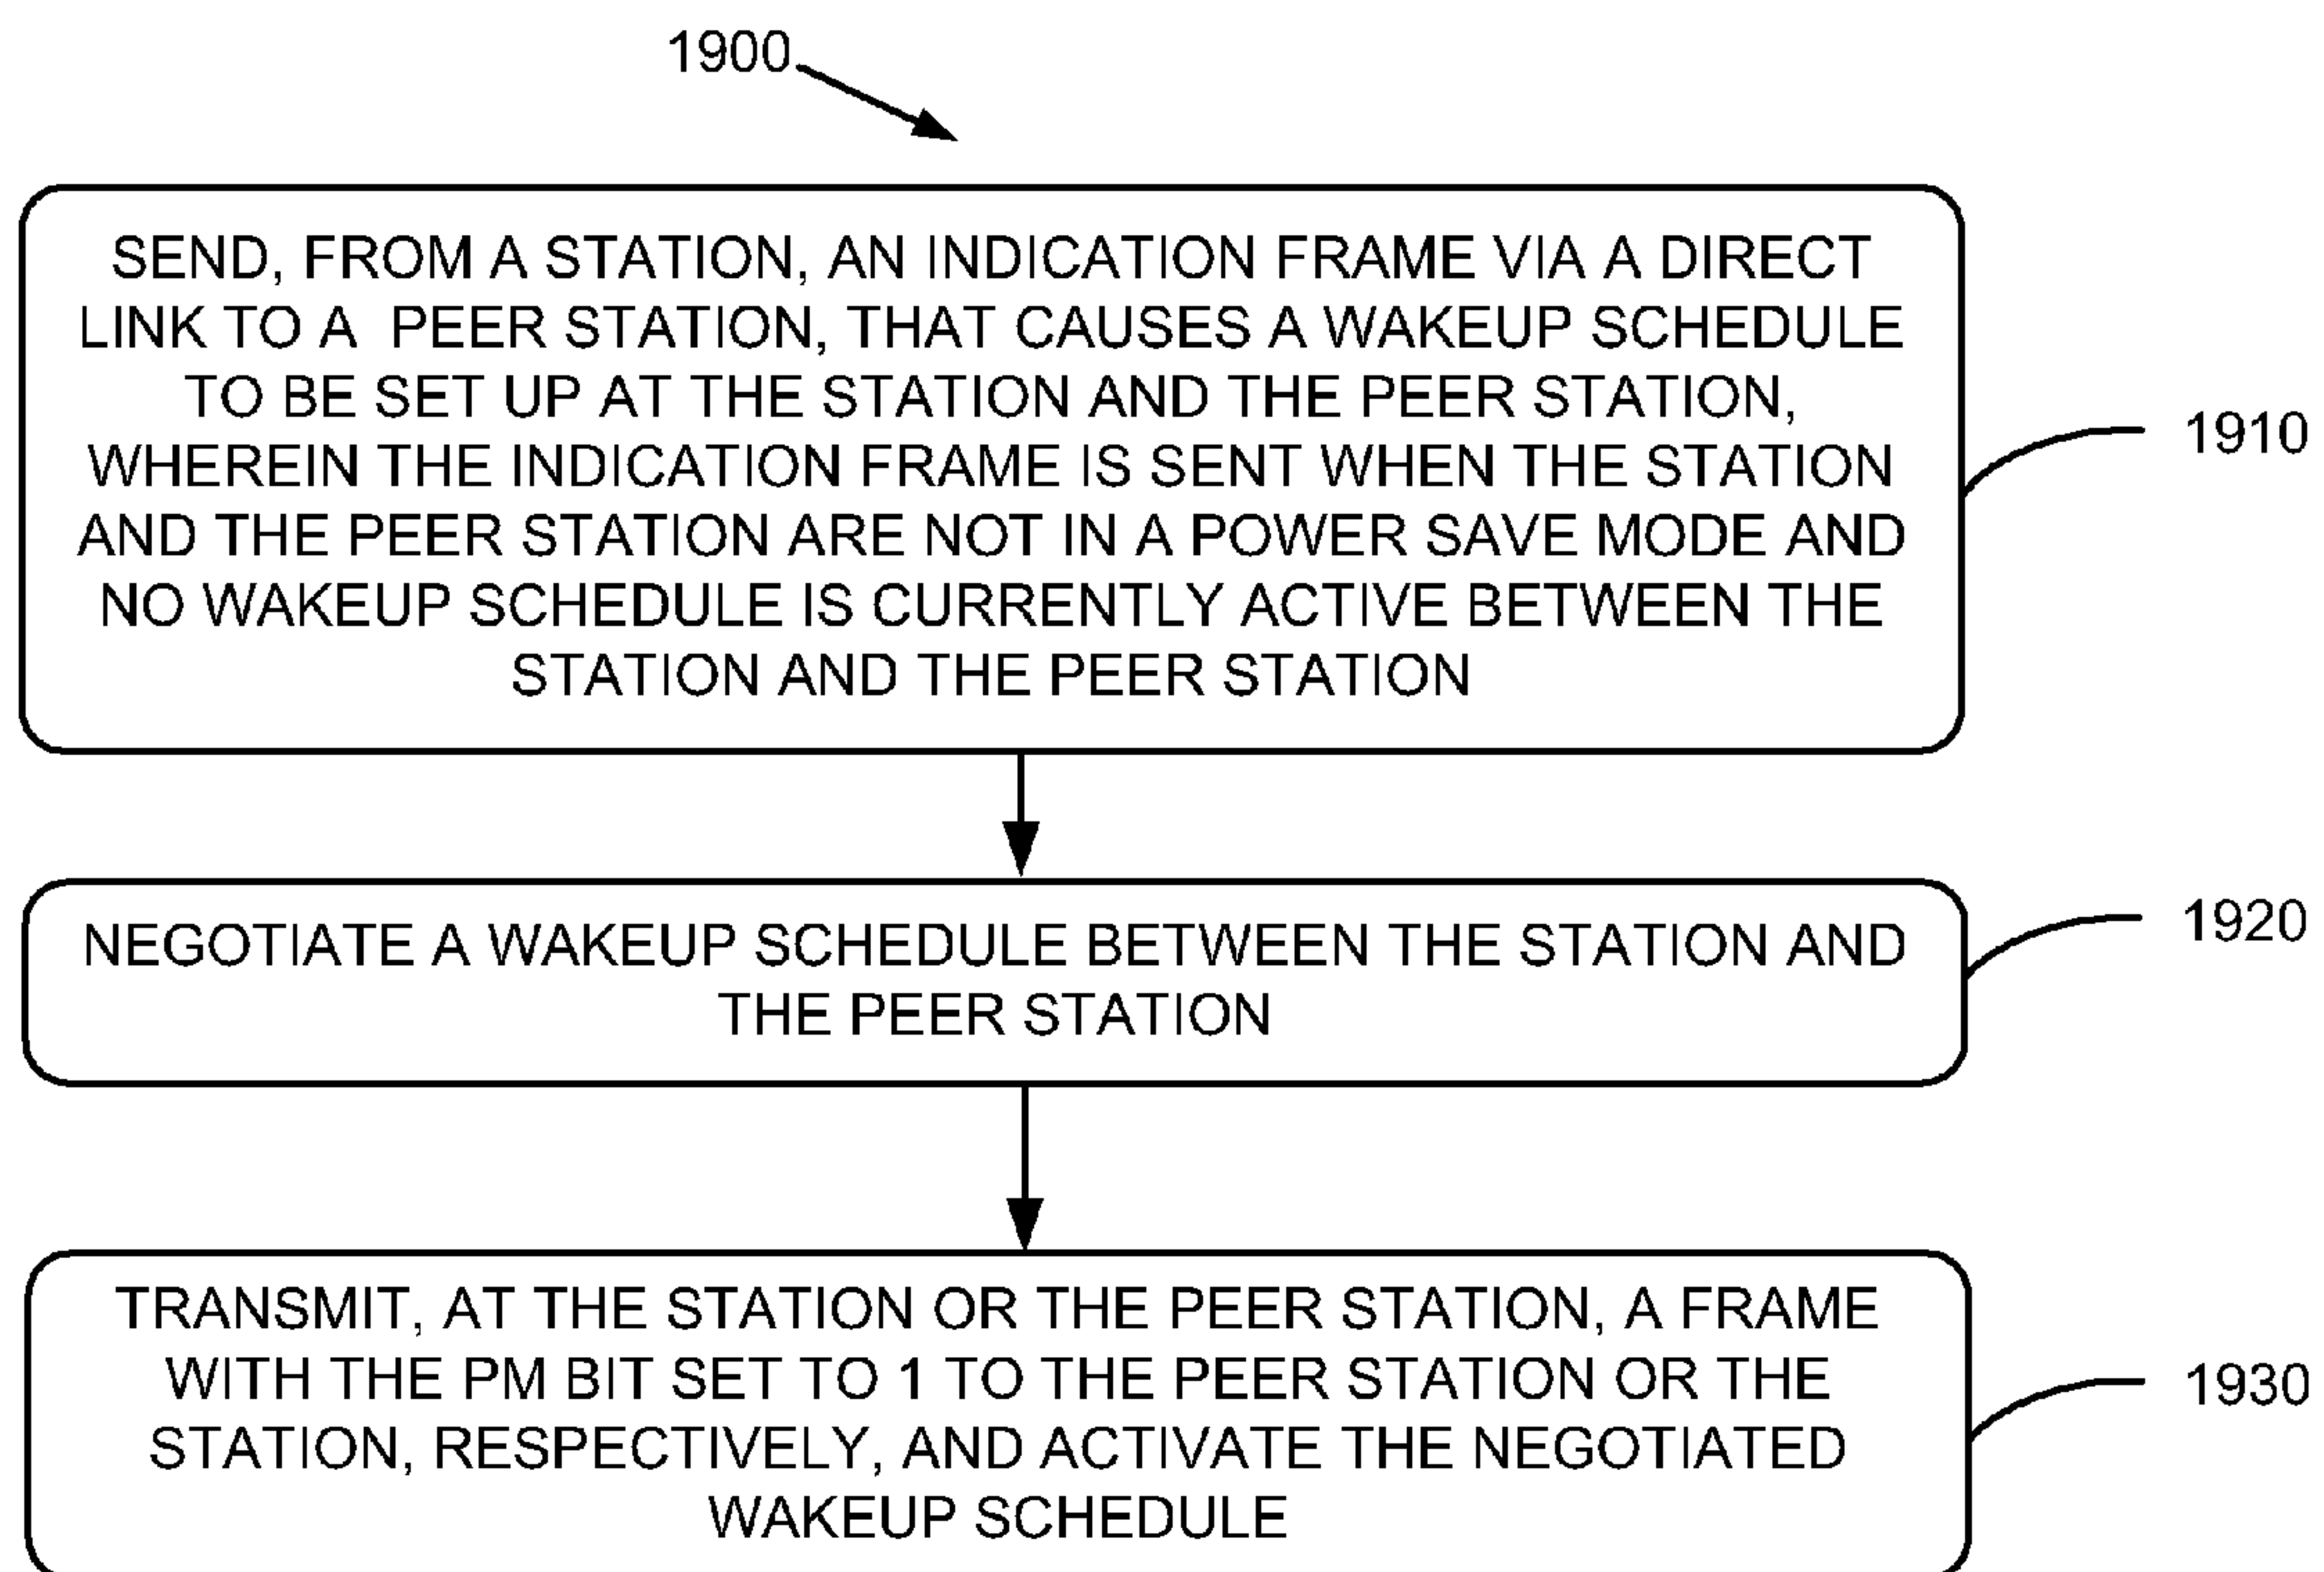 1900
SEND, FROM A STATION, AN INDICATION FRAME VIA A DIRECT
LINK TO A PEER STATION, THAT CAUSES A WAKEUP SCHEDULE
TO BE SET UP AT THE STATION AND THE PEER STATION,
WHEREIN THE INDICATION FRAME IS SENT WHEN THE STATION
AND THE PEER STATION ARE NOT IN A POWER SAVE MODE AND
NO WAKEUP SCHEDULE IS CURRENTLY ACTIVE BETWEEN THE
STATION AND THE PEER STATION
1910
NEGOTIATE A WAKEUP SCHEDULE BETWEEN THE STATION AND
THE PEER STATION
1920
TRANSMIT, AT THE STATION OR THE PEER STATION, A FRAME
WITH THE PM BIT SET TO 1 TO THE PEER STATION OR THE
STATION, RESPECTIVELY, AND ACTIVATE THE NEGOTIATED
WAKEUP SCHEDULE
1930